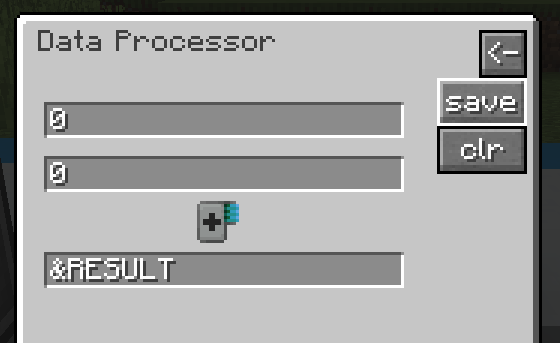 Data Processor
<-
save
clr
0
0
+
&RESULT